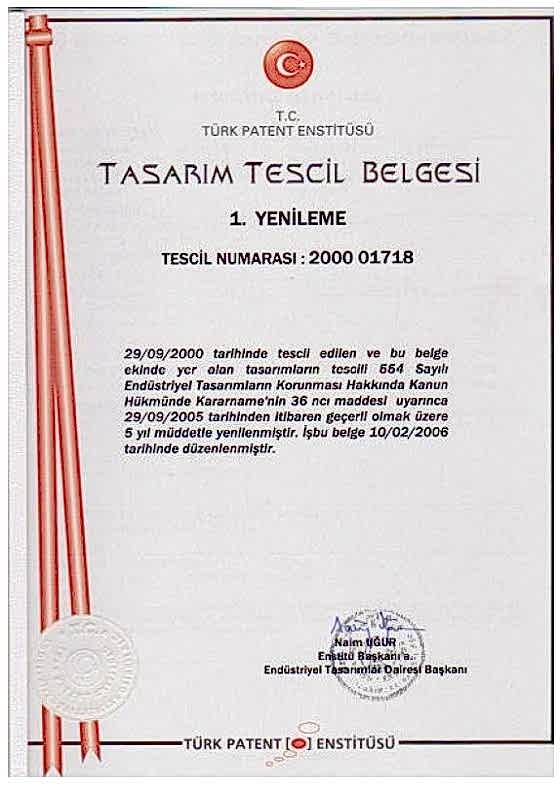 T.C.
TÜRK PATENT ENSTİTÜSÜ
TASARIM TESCİL BELGESİ
1. YENİLEME
TESCİL NUMARASI : 2000 01718
29/09/2000 tarihinde tescil edilen ve bu belge
ekinde yer alan tasarımların tescili 554 Sayılı
Endüstriyel Tasarımların Korunması Hakkında Kanun
Hükmünde Kararname'nin 36 ncı maddesi uyarınca
29/09/2005 tarihinden itibaren geçerli olmak üzere
5 yıl müddetle yenilenmiştir. İşbu belge 10/02/2006
tarihinde düzenlenmiştir.
Naim UĞUR
Enstitü Başkanı a.
Endüstriyel Tasarımlar Dairesi Başkanı
TÜRK PATENT ENSTİTÜSÜ